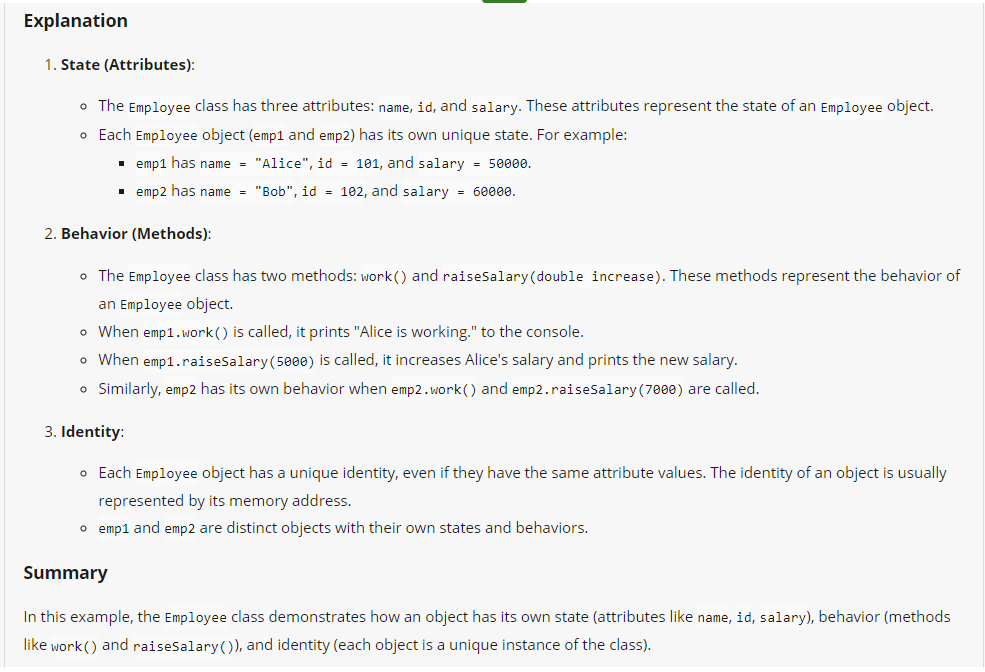 Explanation
1. State (Attributes):
The Employee class has three attributes: name, id, and salary. These attributes represent the state of an Employee object.
Each Employee object (emp1 and emp2) has its own unique state. For example:
emp1 has name = "Alice", id = 101, and salary = 50000.
emp2 has name = "Bob", id = 102, and salary = 60000.
2. Behavior (Methods):
The Employee class has two methods: work() and raiseSalary(double increase). These methods represent the behavior of
an Employee object.
When emp1.work() is called, it prints "Alice is working." to the console.
When emp1.raiseSalary(5000) is called, it increases Alice's salary and prints the new salary.
Similarly, emp2 has its own behavior when emp2.work() and emp2.raiseSalary(7000) are called.
3. Identity:
Each Employee object has a unique identity, even if they have the same attribute values. The identity of an object is usually
represented by its memory address.
emp1 and emp2 are distinct objects with their own states and behaviors.
Summary
In this example, the Employee class demonstrates how an object has its own state (attributes like name, id, salary), behavior (methods
like work() and raiseSalary()), and identity (each object is a unique instance of the class).